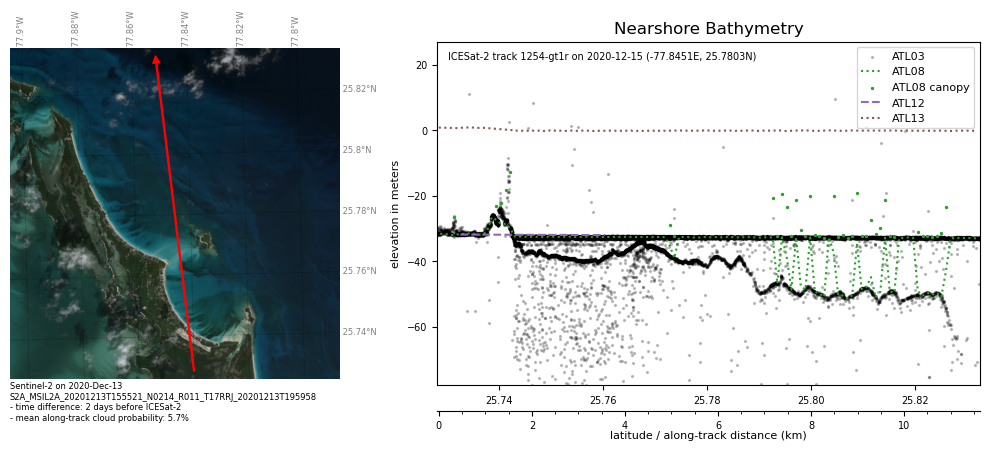 77.9°W
77.88°W
77.86°W
77.84°W
77.82°W
77.8°W
25.82°N
25.8°N
25.78°N
25.76°N
25.74°N
Sentinel-2 on 2020-Dec-13
S2A_MSIL2A_20201213T155521_N0214_R011_T17RRJ_20201213T195958
- time difference: 2 days before ICESat-2
- mean along-track cloud probability: 5.7%
Nearshore Bathymetry
ICESat-2 track 1254-gt1r on 2020-12-15 (-77.8451E, 25.7803N)
ATL03
ATL08
ATL08 canopy
ATL12
ATL13
elevation in meters
20
0
−20
−40
−60
25.74
25.76
25.78
25.80
25.82
0
2
4
6
8
10
latitude / along-track distance (km)